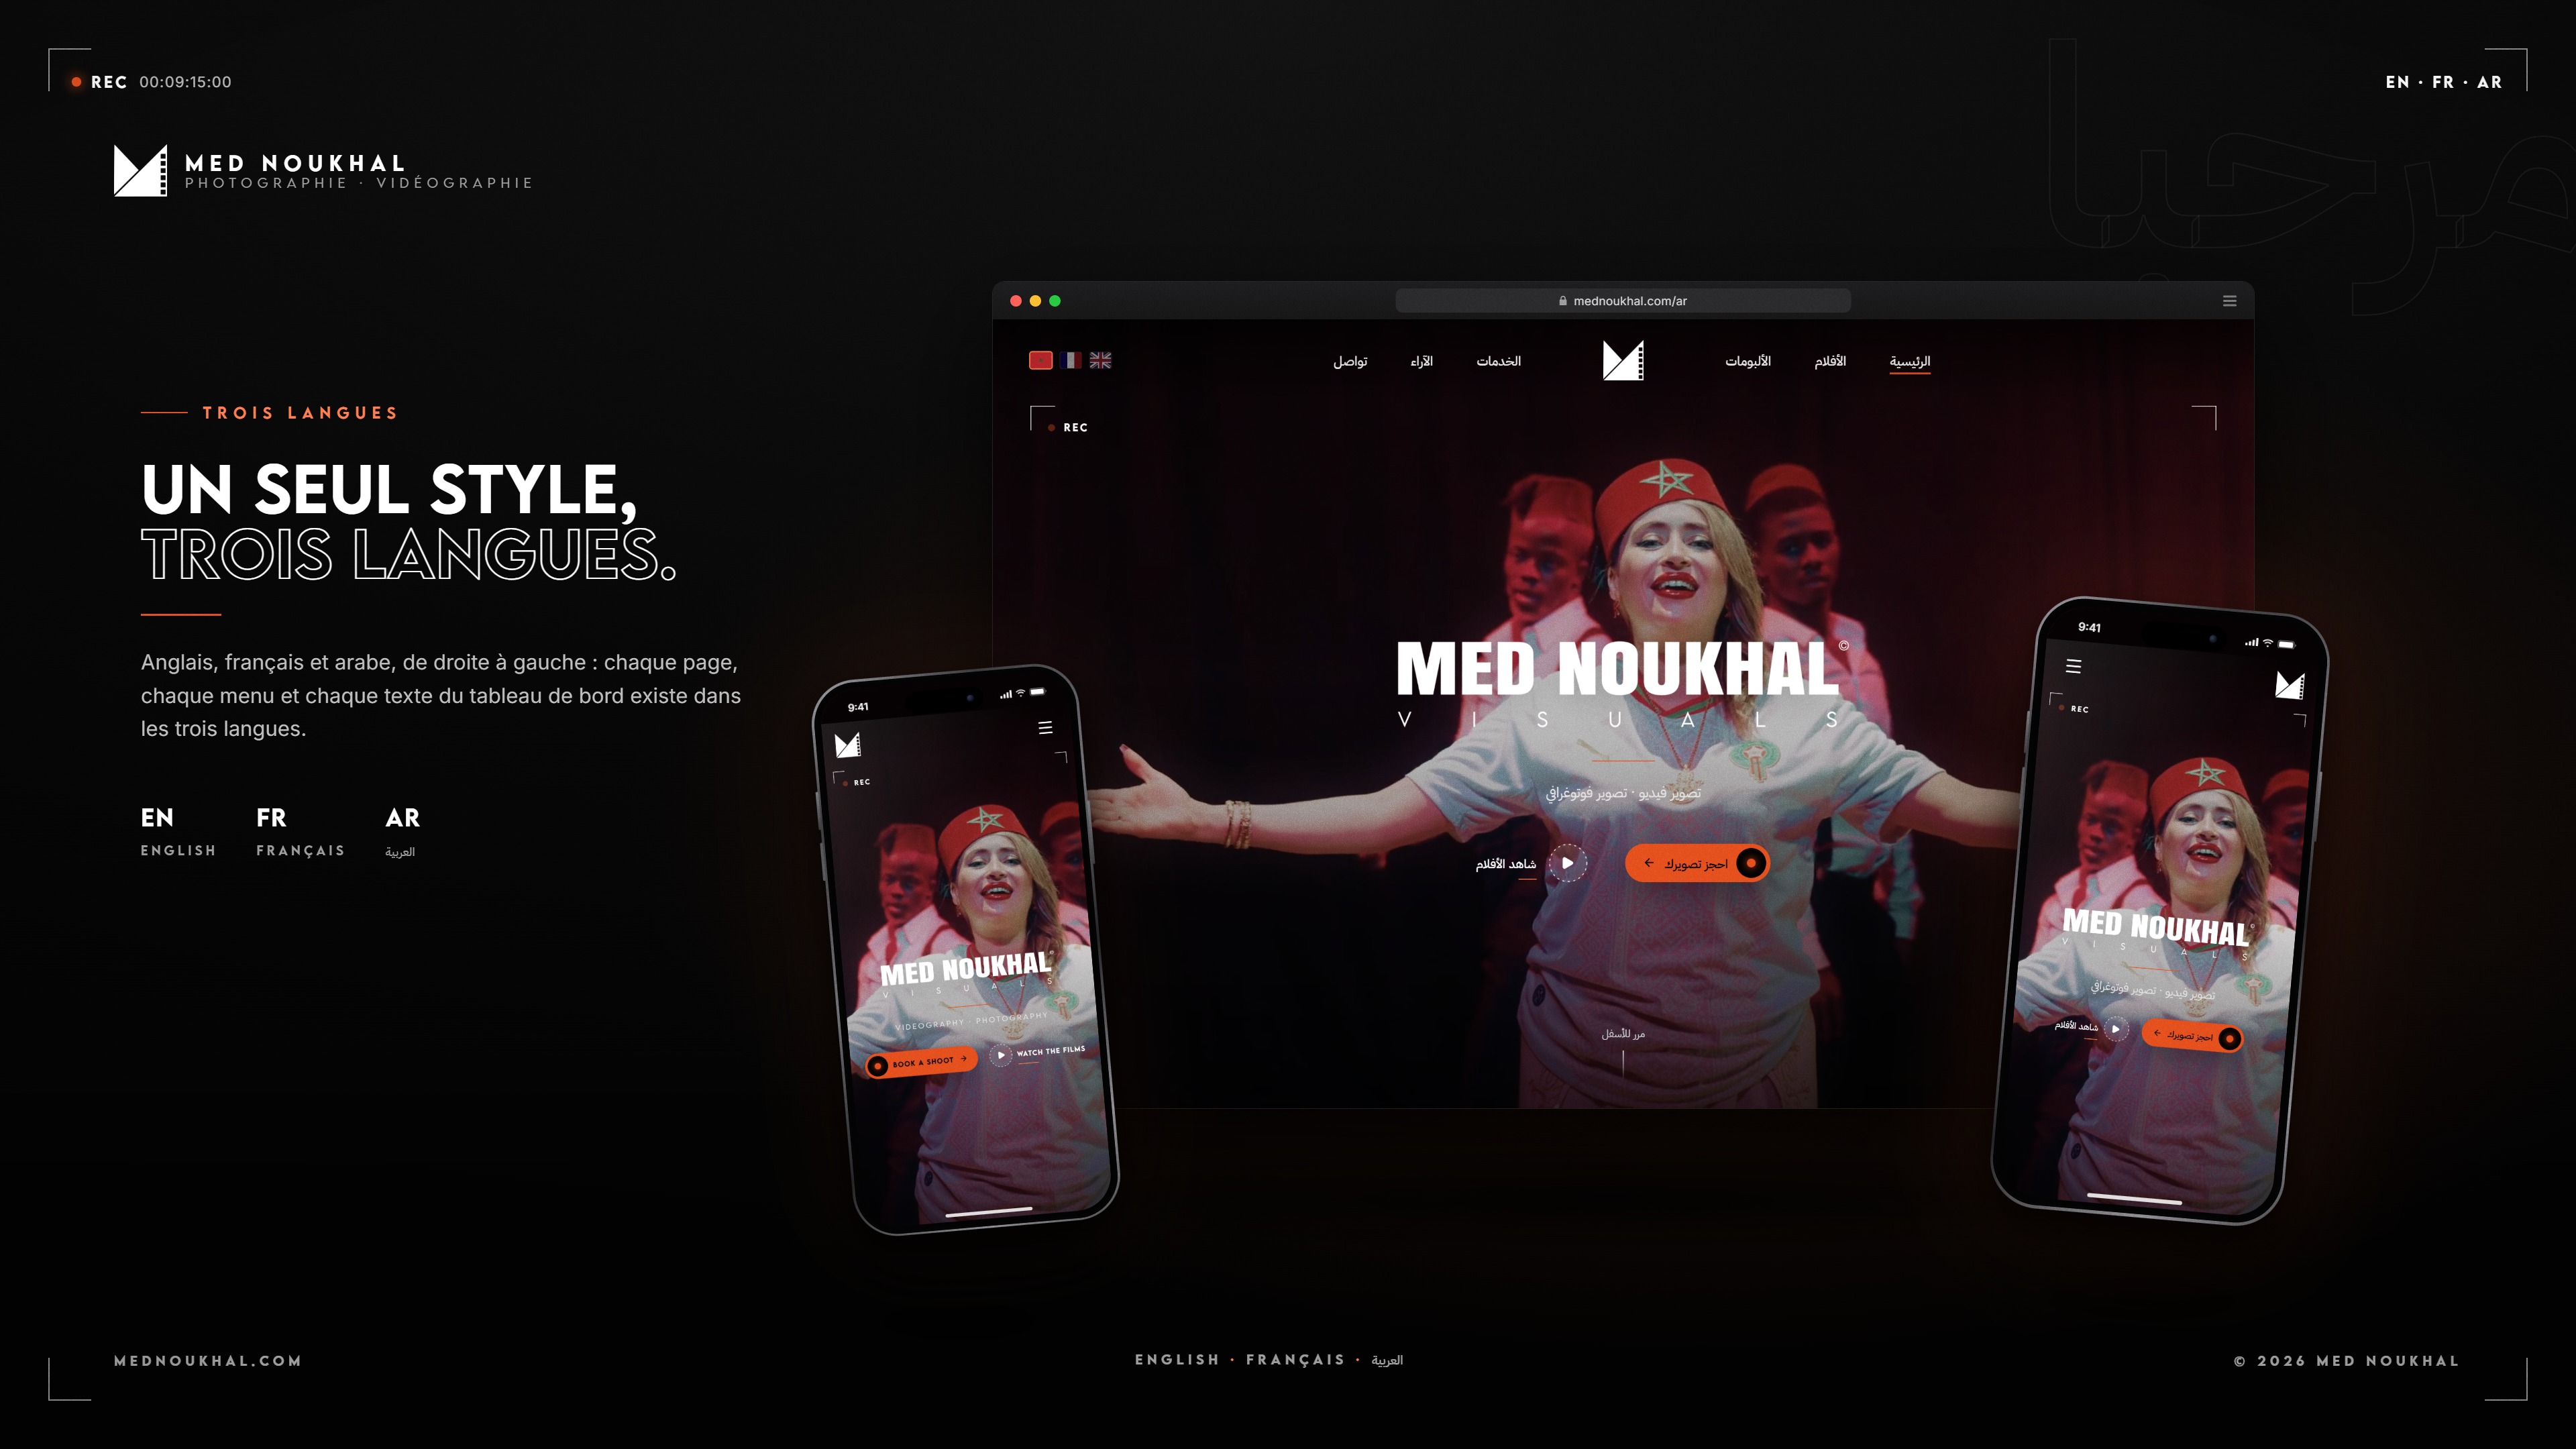 REC 00:09:15:00
EN · FR · AR
مرحبا
MED NOUKHAL
PHOTOGRAPHIE · VIDÉOGRAPHIE
mednoukhal.com/ar
الرئيسية
الأفلام
الألبومات
الخدمات
الآراء
تواصل
REC
TROIS LANGUES
UN SEUL STYLE,
TROIS LANGUES.
Anglais, français et arabe, de droite à gauche : chaque page,
chaque menu et chaque texte du tableau de bord existe dans
les trois langues.
EN
ENGLISH
FR
FRANÇAIS
AR
العربية
MED NOUKHAL©
VISUALS
تصوير فيديو · تصوير فوتوغرافي
احجز تصويرك ←
شاهد الأفلام
مرر للأسفل
9:41
REC
MED NOUKHAL
VISUALS
VIDEOGRAPHY · PHOTOGRAPHY
BOOK A SHOOT →
WATCH THE FILMS
9:41
REC
MED NOUKHAL
VISUALS
تصوير فيديو · تصوير فوتوغرافي
احجز تصويرك ←
شاهد الأفلام
MEDNOUKHAL.COM
ENGLISH · FRANÇAIS · العربية
© 2026 MED NOUKHAL